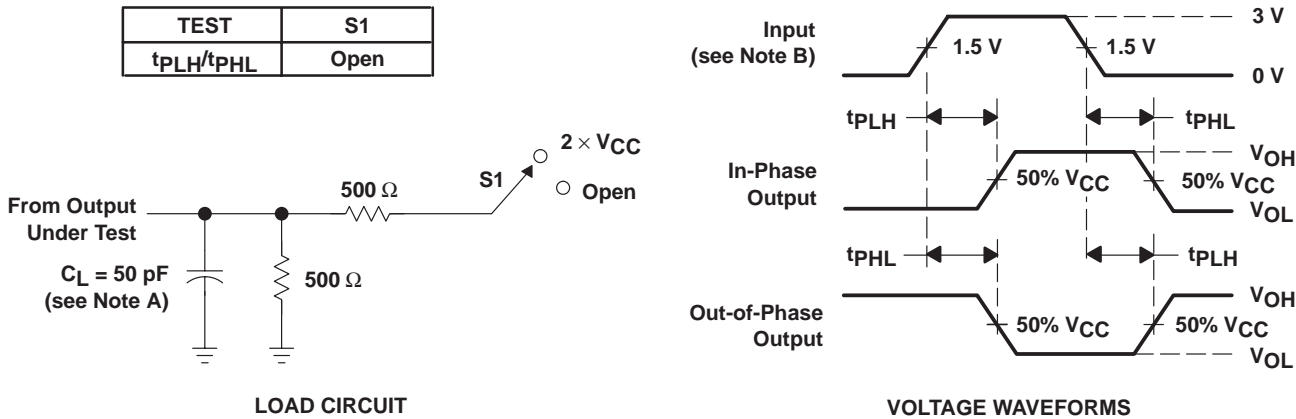 TEST S1
tPLH/tPHL Open
2 × VCC
S1
Open
500 Ω
From Output
Under Test
CL = 50 pF
(see Note A)
500 Ω
LOAD CIRCUIT
Input
(see Note B)
1.5 V
1.5 V
3 V
0 V
tPLH
tPHL
In-Phase
Output
50% VCC
50% VCC
VOH
VOL
tPHL
tPLH
Out-of-Phase
Output
50% VCC
50% VCC
VOH
VOL
VOLTAGE WAVEFORMS